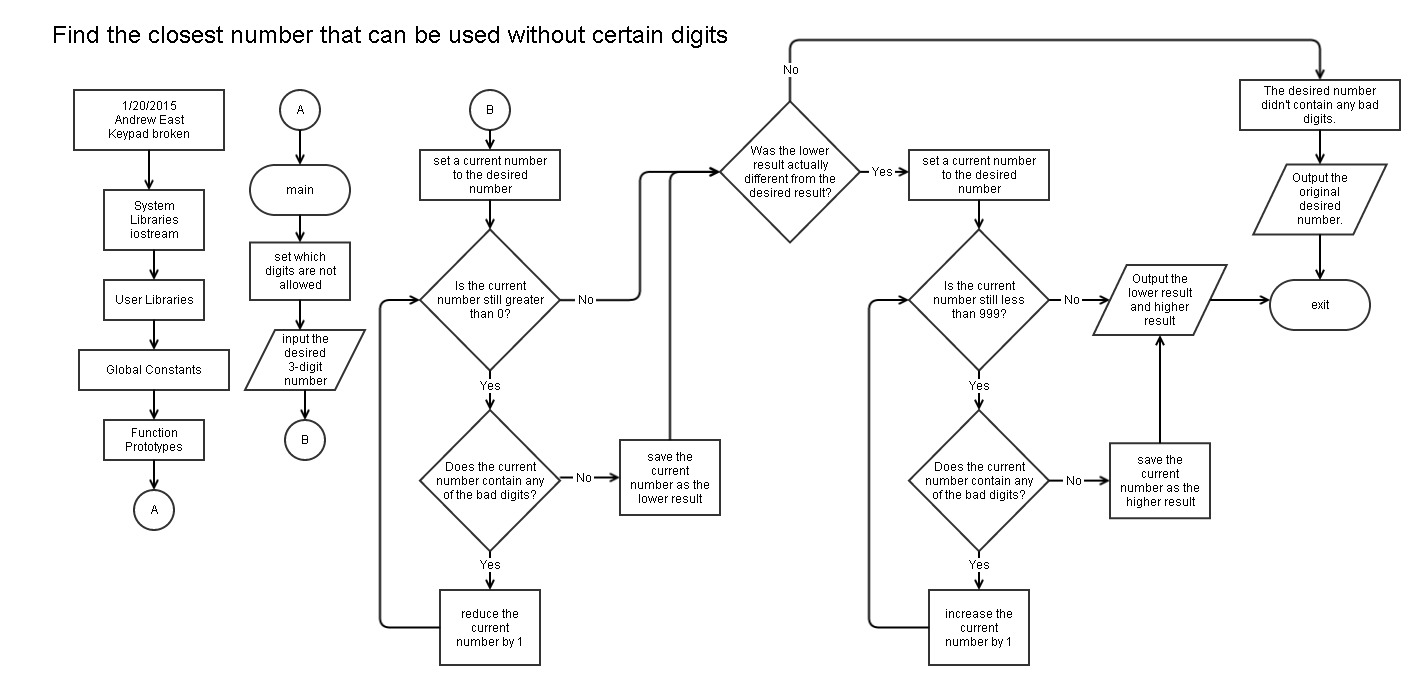 Find the closest number that can be used without certain digits
1/20/2015
Andrew East
Keypad broken
System
Libraries
iostream
User Libraries
Global Constants
Function
Prototypes
A
A
main
set which
digits are not
allowed
input the
desired
3-digit
number
B
B
set a current number
to the desired
number
Is the current
number still greater
than 0?
No
Yes
Does the current
number contain any
of the bad digits?
No
save the
current
number as the
lower result
Yes
reduce the
current
number by 1
No
Was the lower
result actually
different from the
desired result?
Yes
set a current number
to the desired
number
Is the current
number still less
than 999?
No
Yes
Does the current
number contain any
of the bad digits?
No
save the
current
number as the
higher result
Yes
increase the
current
number by 1
Output the
lower result
and higher
result
The desired number
didn't contain any bad
digits.
Output the
original
desired
number.
exit